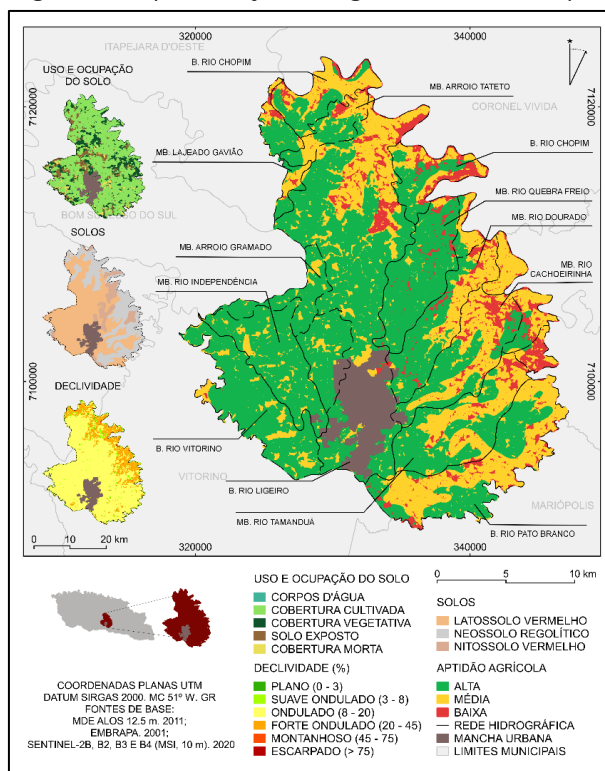 320000 340000
ITAPEJARA D'OESTE
B. RIO CHOPIM
USO E OCUPAÇÃO
DO SOLO
7120000
7120000
MB. ARROIO TATETO
CORONEL VIVIDA
MB. LAJEADO GAVIÃO
B. RIO CHOPIM
MB. RIO QUEBRA FREIO
BOM SUCESSO DO SUL
MB. RIO DOURADO
SOLOS
MB. ARROIO GRAMADO
MB. RIO
CACHOEIRINHA
MB. RIO INDEPENDÊNCIA
DECLIVIDADE
7100000
7100000
B. RIO VITORINO
VITORINO
B. RIO LIGEIRO
MARIÓPOLIS
MB. RIO TAMANDUÁ
B. RIO PATO BRANCO
0 10 20 km
320000 340000
0 5 10 km
USO E OCUPAÇÃO DO SOLO
CORPOS D'ÁGUA
COBERTURA CULTIVADA
COBERTURA VEGETATIVA
SOLO EXPOSTO
COBERTURA MORTA
SOLOS
LATOSSOLO VERMELHO
NEOSSOLO REGOLÍTICO
NITOSSOLO VERMELHO
DECLIVIDADE (%)
PLANO (0 - 3)
SUAVE ONDULADO (3 - 8)
ONDULADO (8 - 20)
FORTE ONDULADO (20 - 45)
MONTANHOSO (45 - 75)
ESCARPADO (> 75)
APTIDÃO AGRÍCOLA
ALTA
MÉDIA
BAIXA
REDE HIDROGRÁFICA
MANCHA URBANA
LIMITES MUNICIPAIS
COORDENADAS PLANAS UTM
DATUM SIRGAS 2000. MC 51º W. GR
FONTES DE BASE:
MDE ALOS 12.5 m. 2011;
EMBRAPA. 2001;
SENTINEL-2B, B2, B3 E B4 (MSI, 10 m). 2020